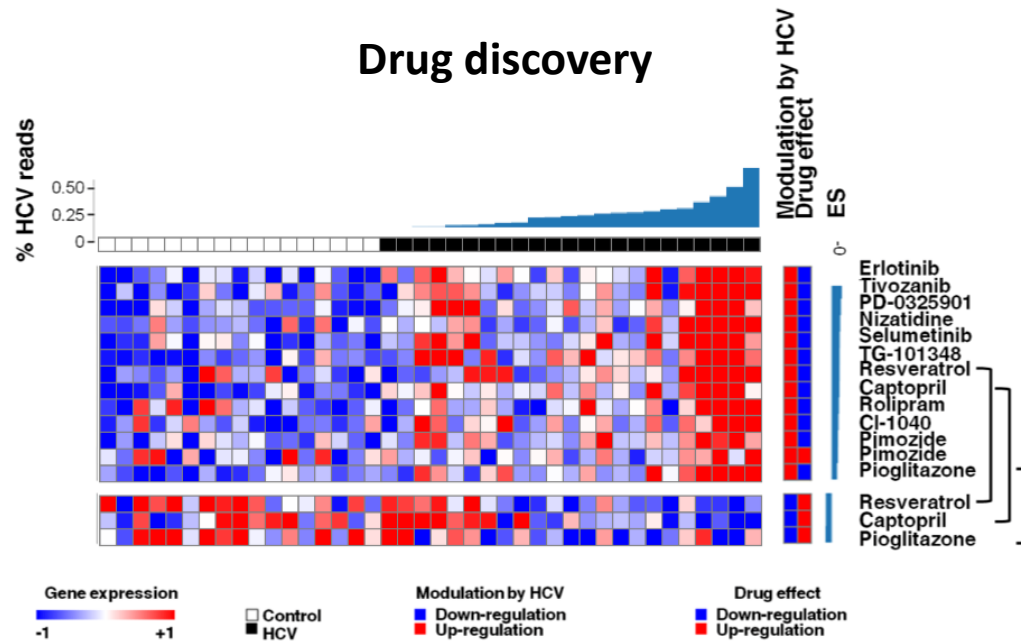 Drug discovery
% HCV reads
0.50
0.25
0
Modulation by HCV
Drug effect
ES
0
Erlotinib
Tivozanib
PD-0325901
Nizatidine
Selumetinib
TG-101348
Resveratrol
Captopril
Rolipram
CI-1040
Pimozide
Pimozide
Pioglitazone
Resveratrol
Captopril
Pioglitazone
Gene expression
-1 +1
Control
HCV
Modulation by HCV
Down-regulation
Up-regulation
Drug effect
Down-regulation
Up-regulation